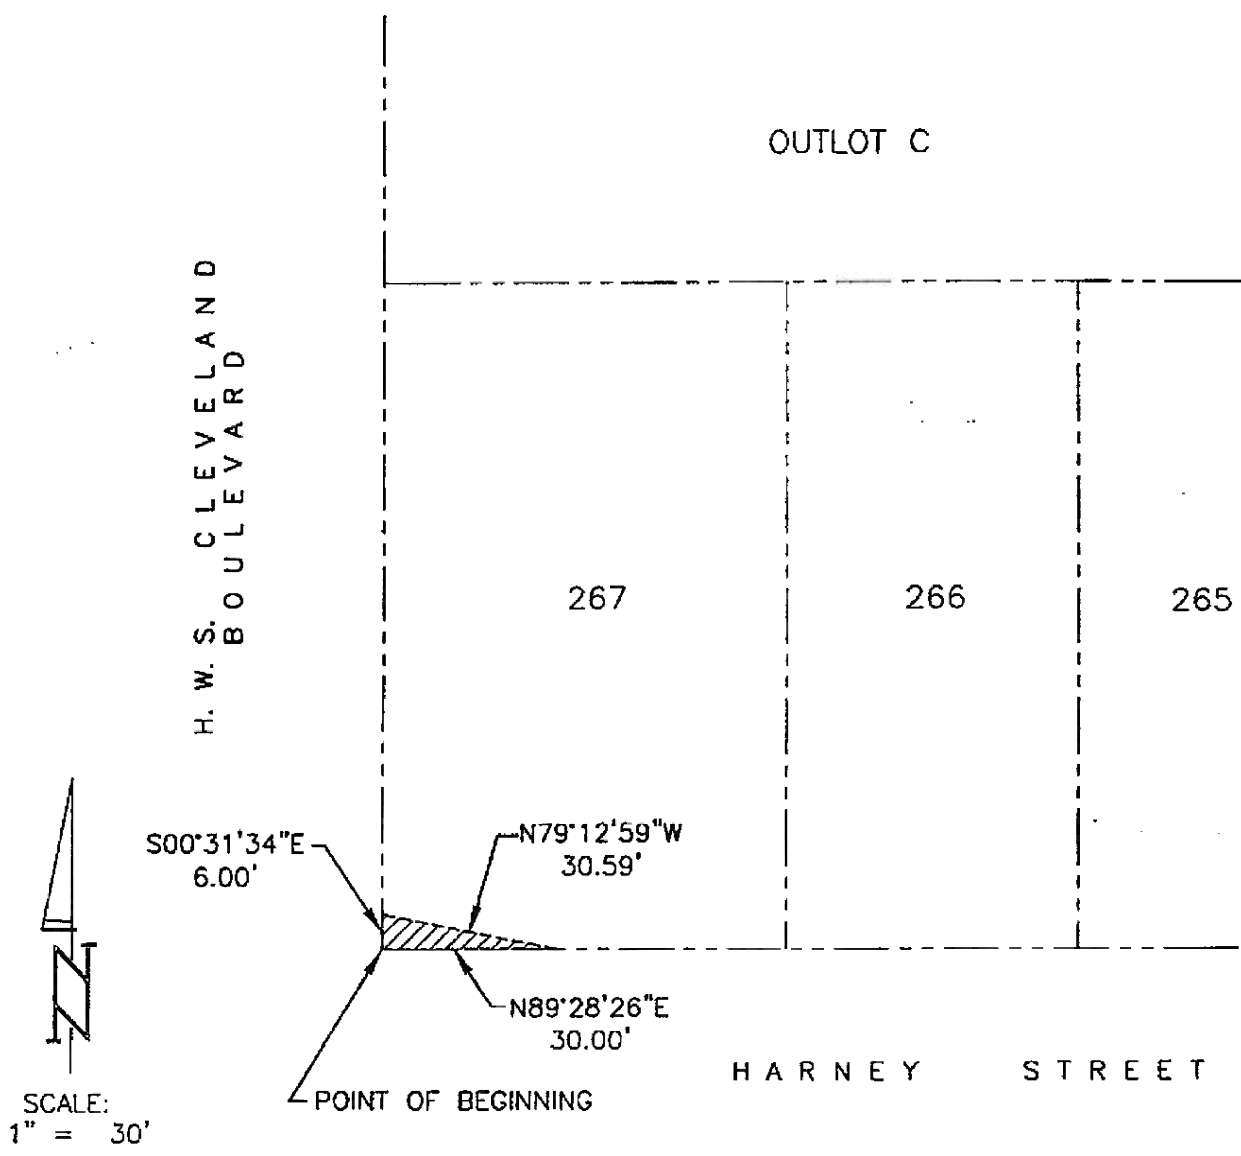 OUTLOT C
H. W. S. CLEVELAND
BOULEVARD
267
266
265
S00°31'34"E
6.00'
N79°12'59"W
30.59'
N89°28'26"E
30.00'
POINT OF BEGINNING
HARNEY STREET
N
SCALE:
1" = 30'